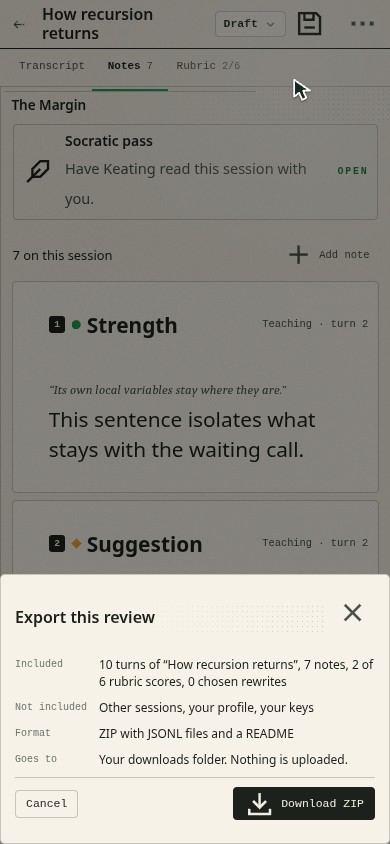 How recursion
returns
Draft
Transcript
Notes 7
Rubric 2/6
The Margin
Socratic pass
Have Keating read this session with
you.
OPEN
7 on this session
Add note
1
Strength
Teaching · turn 2
“Its own local variables stay where they are.”
This sentence isolates what
stays with the waiting call.
2
Suggestion
Teaching · turn 2
Export this review
Included
10 turns of “How recursion returns”, 7 notes, 2 of
6 rubric scores, 0 chosen rewrites
Not included
Other sessions, your profile, your keys
Format
ZIP with JSONL files and a README
Goes to
Your downloads folder. Nothing is uploaded.
Cancel
Download ZIP